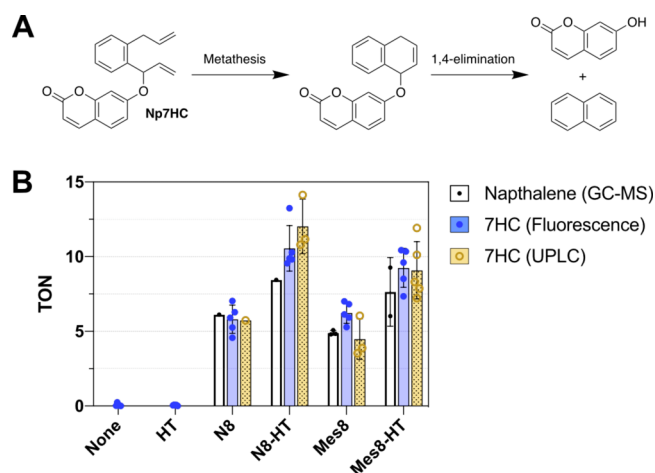 A
Metathesis
1,4-elimination
O
O
O
Np7HC
O
O
O
O
O
OH
+
B
TON
15
10
5
0
None
HT
N8
N8-HT
Mes8
Mes8-HT
Napthalene (GC-MS)
7HC (Fluorescence)
7HC (UPLC)